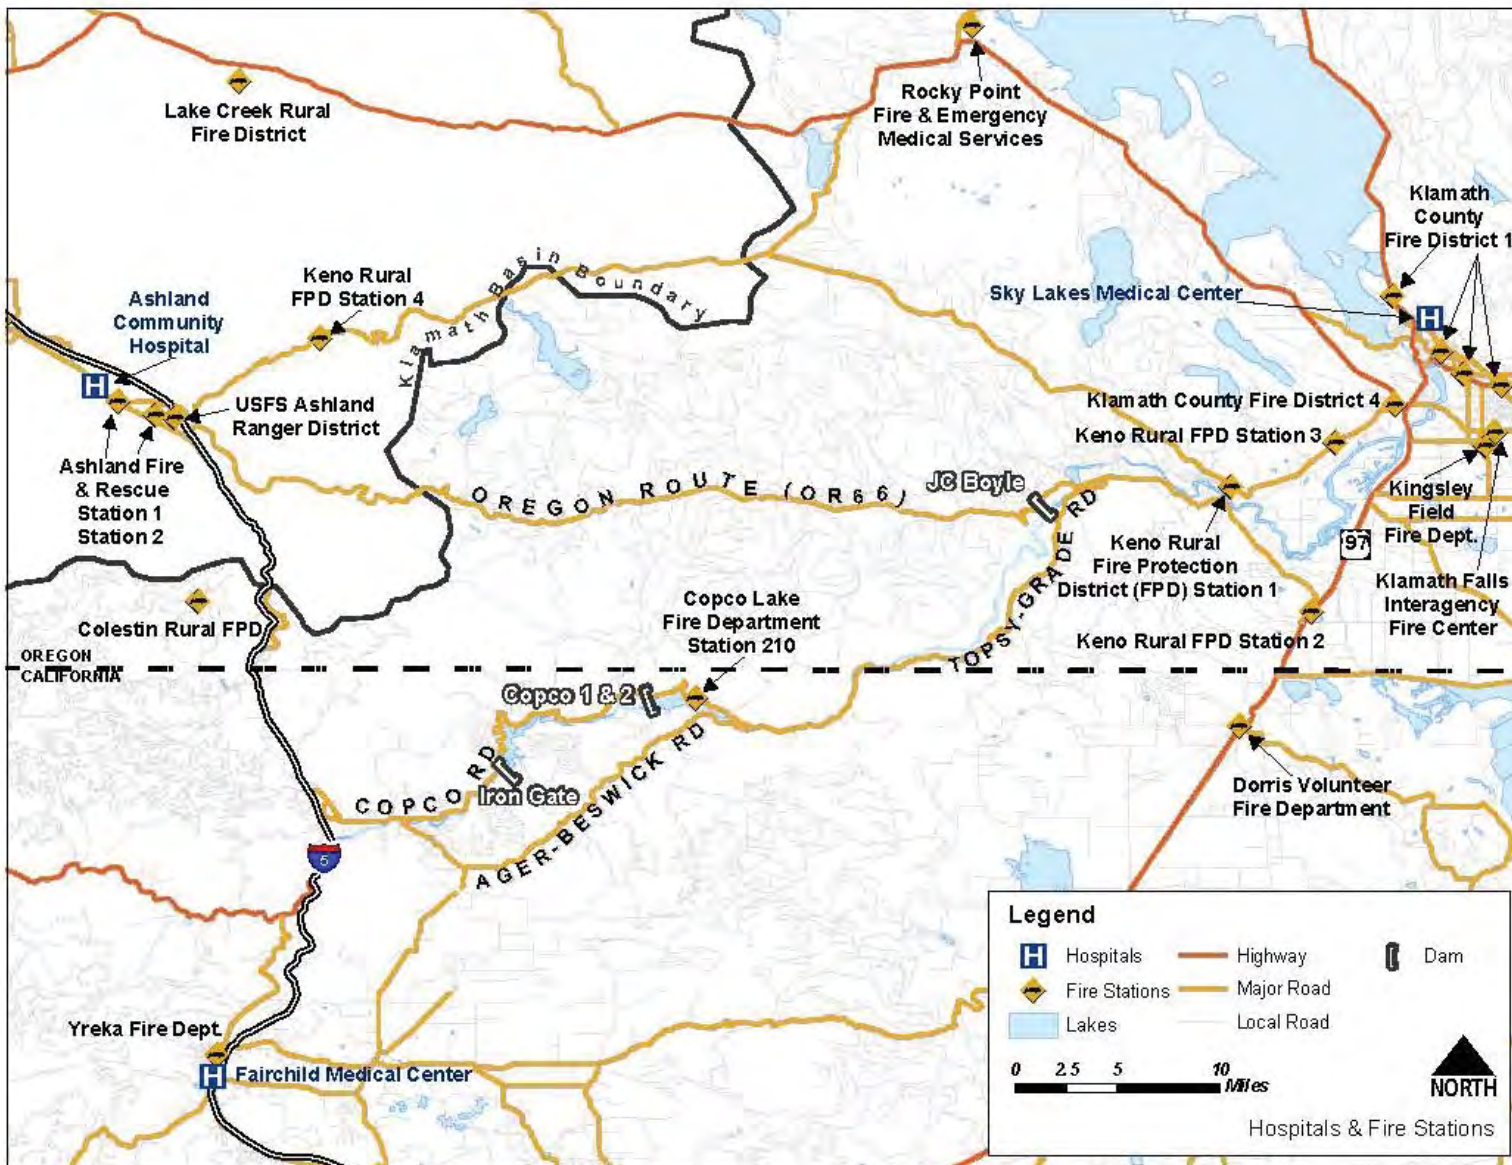 Lake Creek Rural
Fire District
Rocky Point
Fire & Emergency
Medical Services
Klamath
County
Fire District 1
Keno Rural
FPD Station 4
Klamath Basin Boundary
Sky Lakes Medical Center
H
Ashland
Community
Hospital
H
USFS Ashland
Ranger District
Klamath County Fire District 4
Keno Rural FPD Station 3
Ashland Fire
& Rescue
Station 1
Station 2
OREGON ROUTE (OR66)
JC Boyle
TOPSY-GRADE RD
Kingsley
Field
Fire Dept.
97
Keno Rural
Fire Protection
District (FPD) Station 1
Klamath Falls
Interagency
Fire Center
Colestin Rural FPD
Copco Lake
Fire Department
Station 210
Keno Rural FPD Station 2
OREGON
CALIFORNIA
Copco 1 & 2
Iron Gate
COPCO RD
AGER-BESWICK RD
Dorris Volunteer
Fire Department
5
Yreka Fire Dept.
H
Fairchild Medical Center
Legend
H Hospitals
Highway
Dam
Fire Stations
Major Road
Lakes
Local Road
0 2.5 5 10
Miles
NORTH
Hospitals & Fire Stations